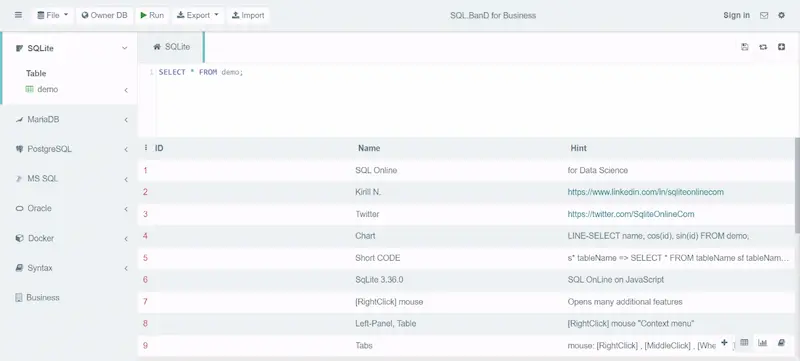 File Owner DB Run Export Import SQL.BanD for Business Sign in
SQLite
Table
demo
MariaDB
PostgreSQL
MS SQL
Oracle
Docker
Syntax
Business
SQLite
1 SELECT * FROM demo;
ID Name Hint
1 SQL Online for Data Science
2 Kirill N. https://www.linkedin.com/in/sqliteonlinecom
3 Twitter https://twitter.com/SqliteOnlineCom
4 Chart LINE-SELECT name, cos(id), sin(id) FROM demo,
5 Short CODE s* tableName => SELECT * FROM tableName sf tableNam...
6 SqLite 3.36.0 SQL OnLine on JavaScript
7 [RightClick] mouse Opens many additional features
8 Left-Panel, Table [RightClick] mouse "Context menu"
9 Tabs mouse: [RightClick] , [MiddleClick] , [Whe